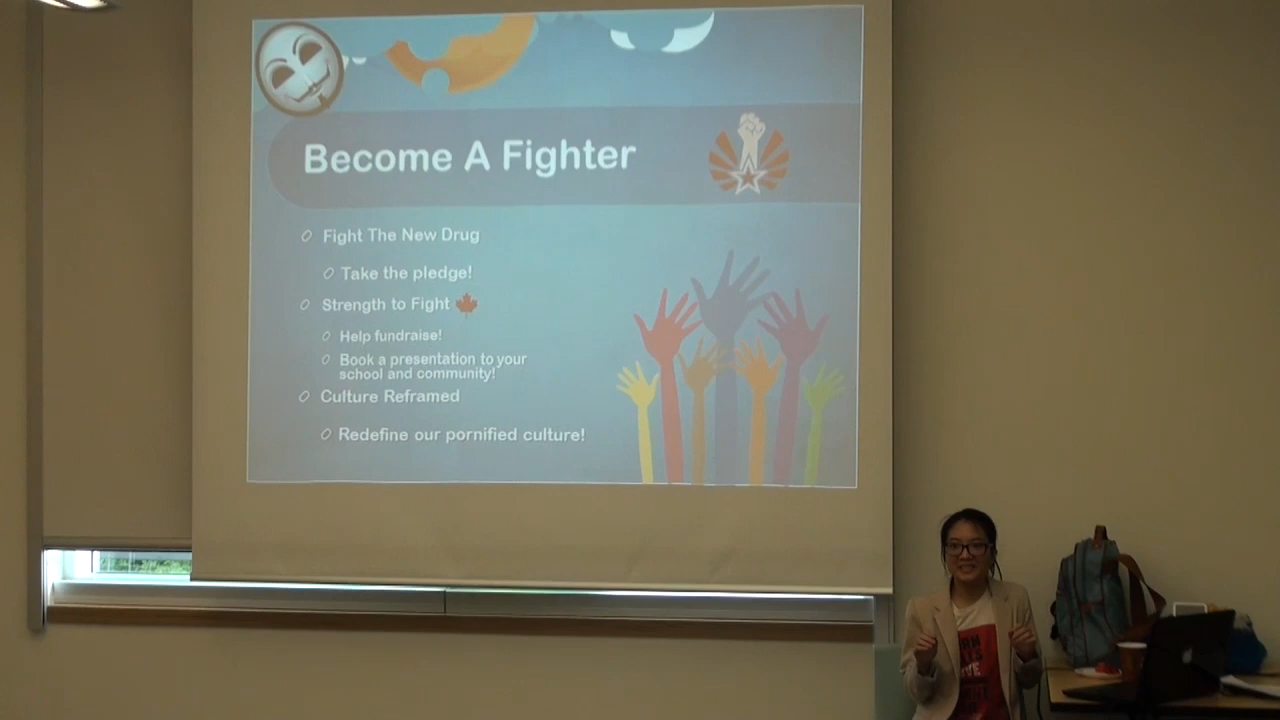 Become A Fighter
Fight The New Drug
Take the pledge!
Strength to Fight
Help fundraise!
Book a presentation to your
school and community!
Culture Reframed
Redefine our pornified culture!